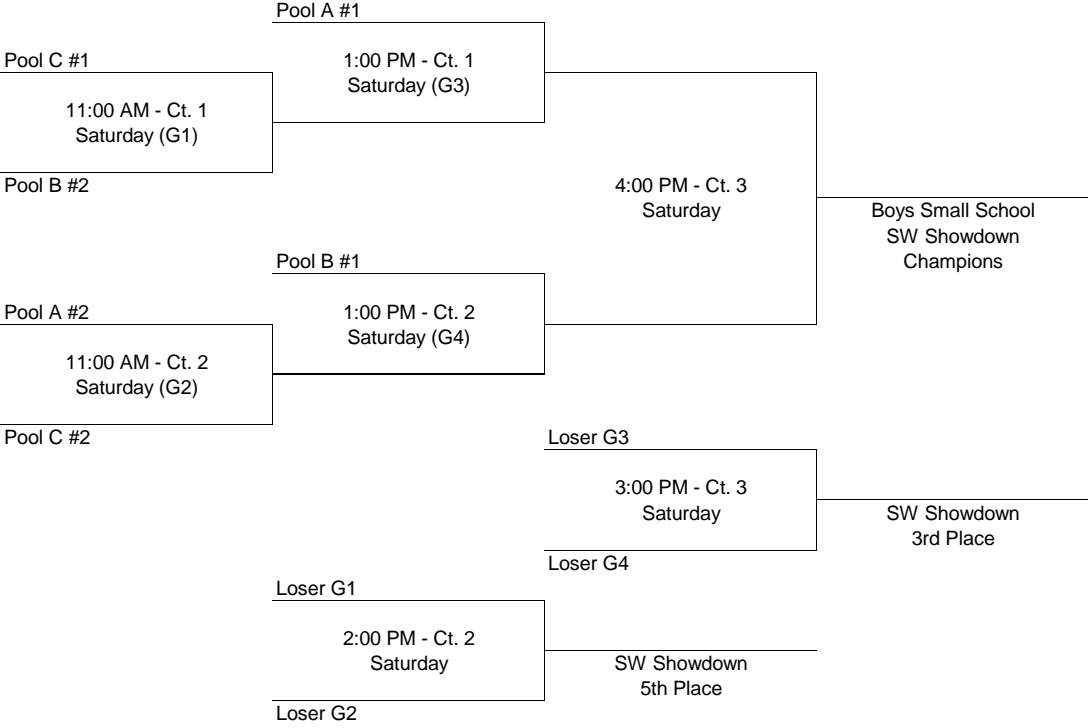 Pool A #1
Pool C #1
1:00 PM - Ct. 1
Saturday (G3)
11:00 AM - Ct. 1
Saturday (G1)
Pool B #2
4:00 PM - Ct. 3
Saturday
Boys Small School
SW Showdown
Champions
Pool B #1
Pool A #2
1:00 PM - Ct. 2
Saturday (G4)
11:00 AM - Ct. 2
Saturday (G2)
Pool C #2
Loser G3
3:00 PM - Ct. 3
Saturday
SW Showdown
3rd Place
Loser G4
Loser G1
2:00 PM - Ct. 2
Saturday
SW Showdown
5th Place
Loser G2